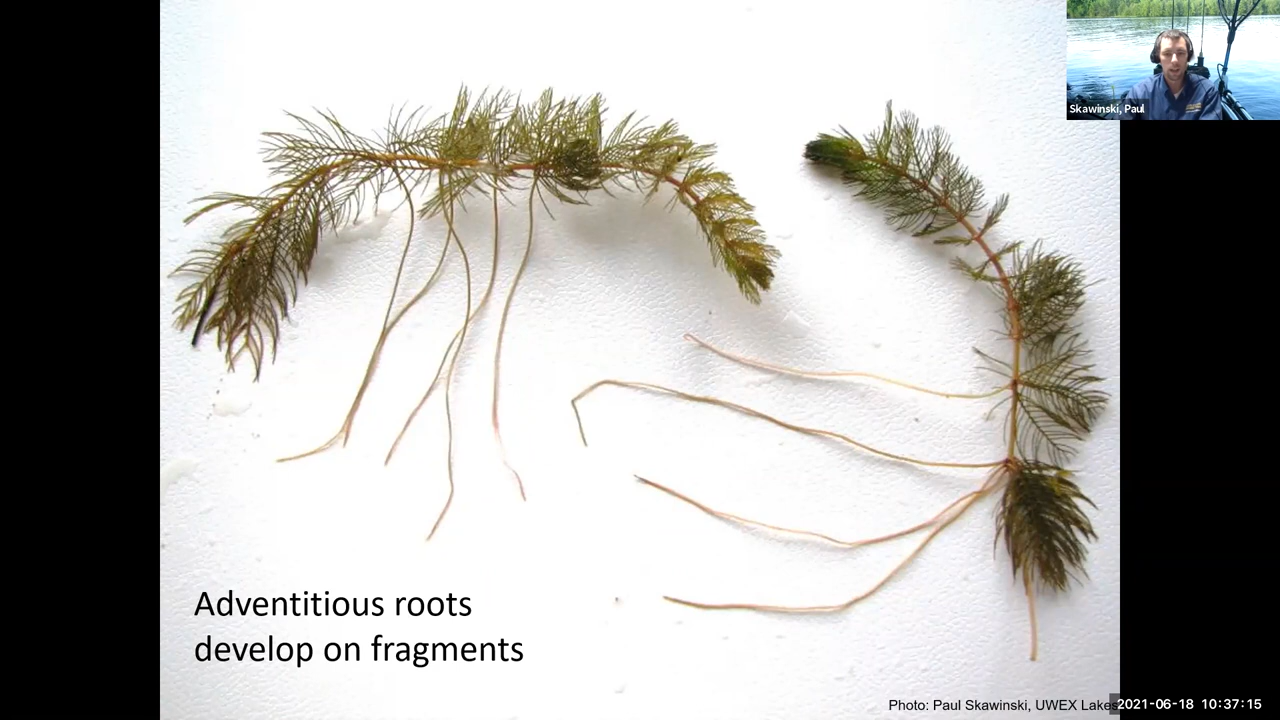 Skawinski, Paul
Adventitious roots
develop on fragments
Photo: Paul Skawinski, UWEX Lakes
2021-06-18 10:37:15